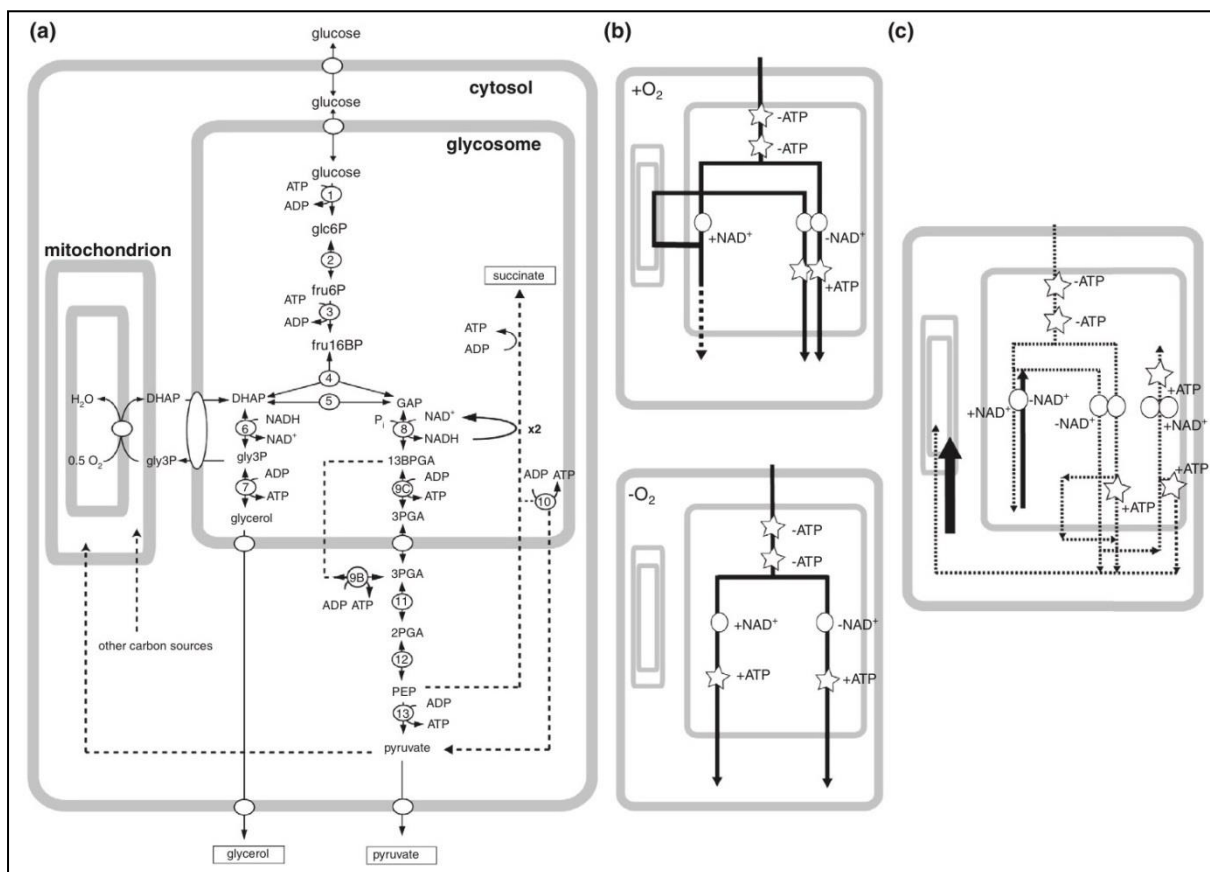 (a)
glucose
cytosol
glucose
glycosome
glucose
ATP
ADP
1
glc6P
2
fru6P
ATP
ADP
3
fru16BP
4
mitochondrion
H₂O
DHAP
0.5 O₂
gly3P
DHAP
5
GAP
6
NADH
NAD⁺
gly3P
7
ADP
ATP
glycerol
Pᵢ
NAD⁺
8
NADH
13BPGA
ADP
9C
ATP
3PGA
succinate
ATP
ADP
x2
ADP ATP
10
3PGA
9B
ADP ATP
11
2PGA
12
PEP
ADP
13
ATP
pyruvate
other carbon sources
glycerol
pyruvate
(b)
+O₂
-ATP
-ATP
+NAD⁺
-NAD⁺
+ATP
-O₂
-ATP
-ATP
+NAD⁺
-NAD⁺
+ATP
+ATP
(c)
-ATP
-ATP
+NAD⁺
-NAD⁺
-NAD⁺
+ATP
+NAD⁺
+ATP
+ATP